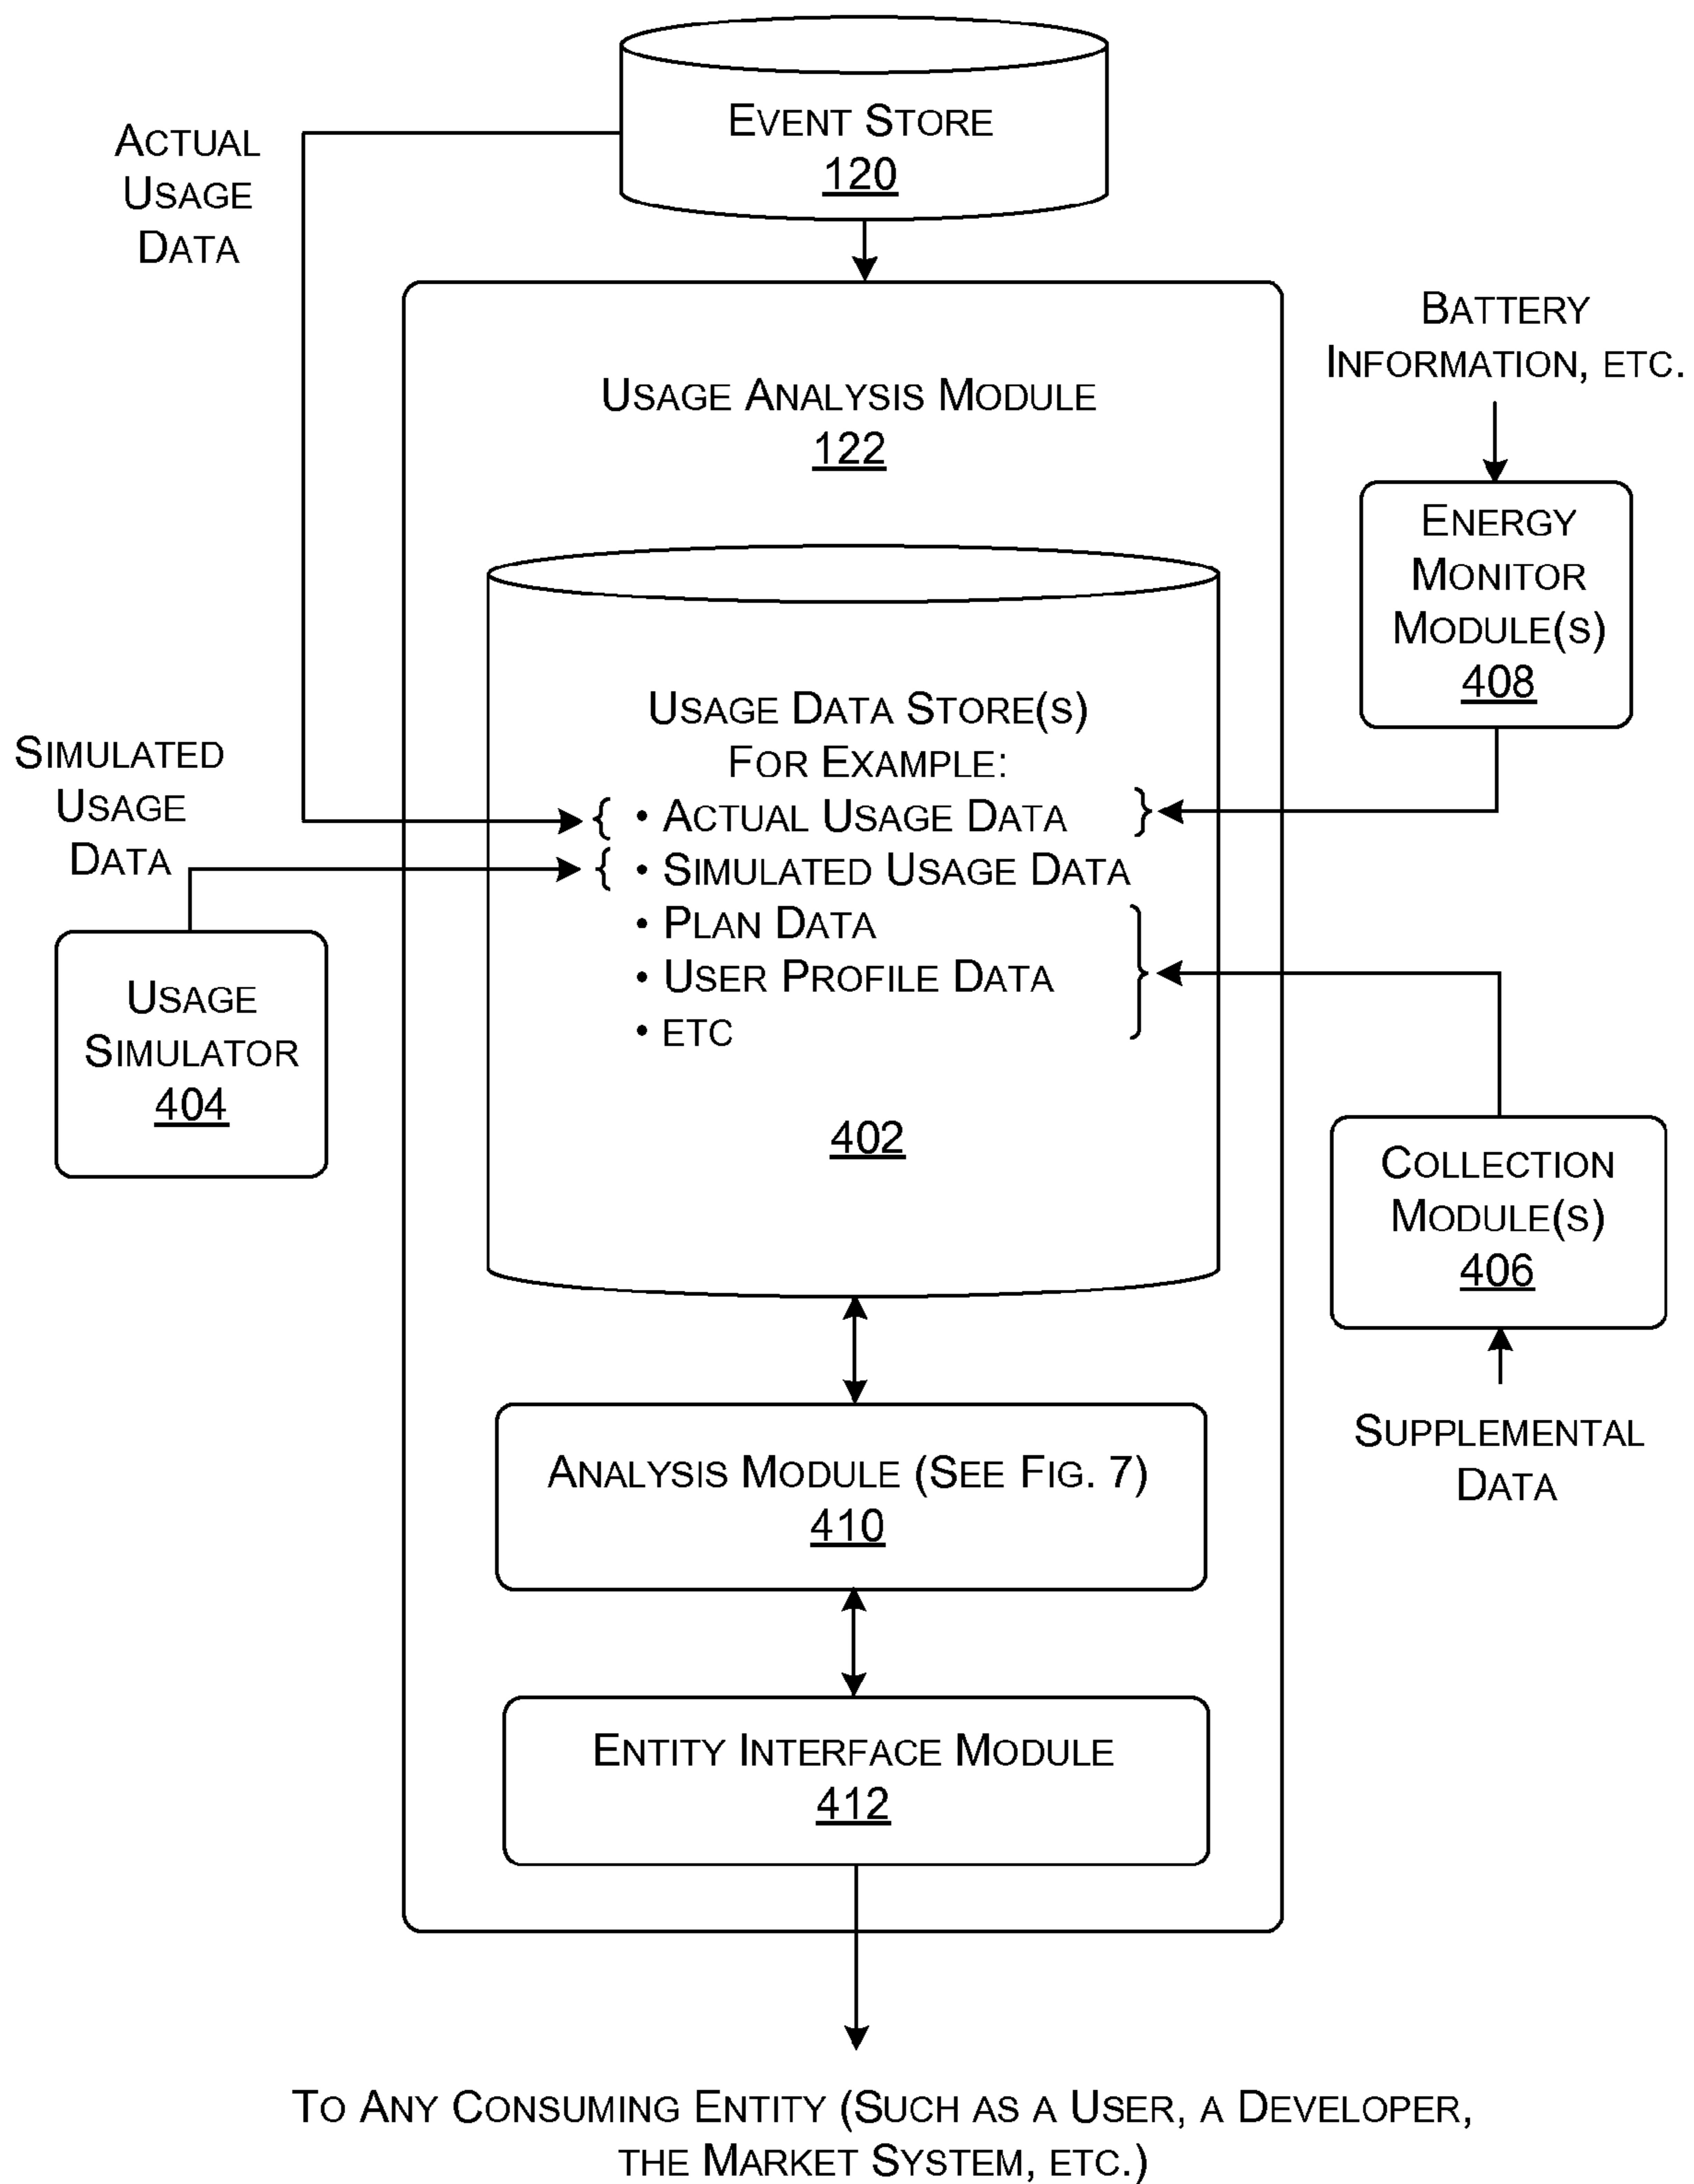 EVENT STORE
120
ACTUAL
USAGE
DATA
USAGE ANALYSIS MODULE
122
BATTERY
INFORMATION, ETC.
ENERGY
MONITOR
MODULE(S)
408
USAGE DATA STORE(S)
FOR EXAMPLE:
{ • ACTUAL USAGE DATA }
{ • SIMULATED USAGE DATA
• PLAN DATA
• USER PROFILE DATA
• ETC
402
SIMULATED
USAGE
DATA
USAGE
SIMULATOR
404
COLLECTION
MODULE(S)
406
SUPPLEMENTAL
DATA
ANALYSIS MODULE (SEE FIG. 7)
410
ENTITY INTERFACE MODULE
412
TO ANY CONSUMING ENTITY (SUCH AS A USER, A DEVELOPER,
THE MARKET SYSTEM, ETC.)